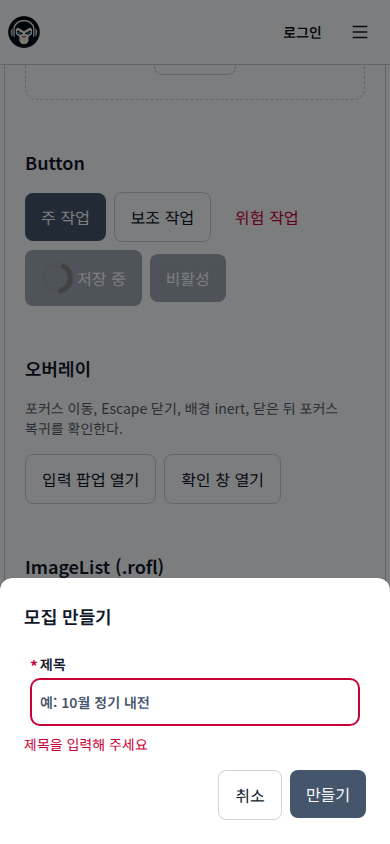 로그인
Button
주 작업
보조 작업
위험 작업
저장 중
비활성
오버레이
포커스 이동, Escape 닫기, 배경 inert, 닫은 뒤 포커스
복귀를 확인한다.
입력 팝업 열기
확인 창 열기
ImageList (.rofl)
모집 만들기
* 제목
예: 10월 정기 내전
제목을 입력해 주세요
취소
만들기